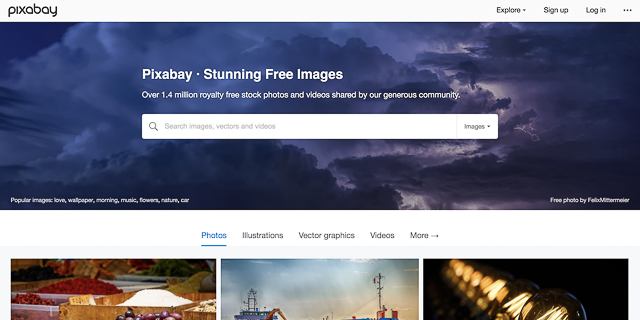 pixabay
Explore
Sign up
Log in
Pixabay · Stunning Free Images
Over 1.4 million royalty free stock photos and videos shared by our generous community.
Search images, vectors and videos
Images
Popular images: love, wallpaper, morning, music, flowers, nature, car
Free photo by FelixMittermeier
Photos
Illustrations
Vector graphics
Videos
More →